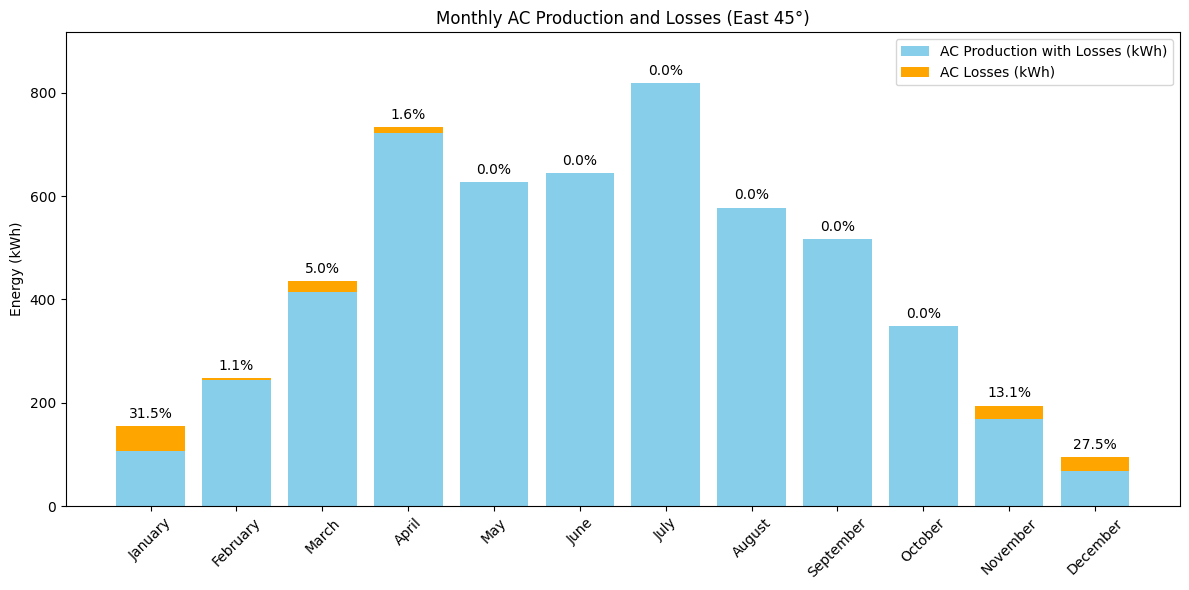 Monthly AC Production and Losses (East 45°)
AC Production with Losses (kWh)
AC Losses (kWh)
Energy (kWh)
800
600
400
200
0
31.5%
1.1%
5.0%
1.6%
0.0%
0.0%
0.0%
0.0%
0.0%
0.0%
13.1%
27.5%
January
February
March
April
May
June
July
August
September
October
November
December